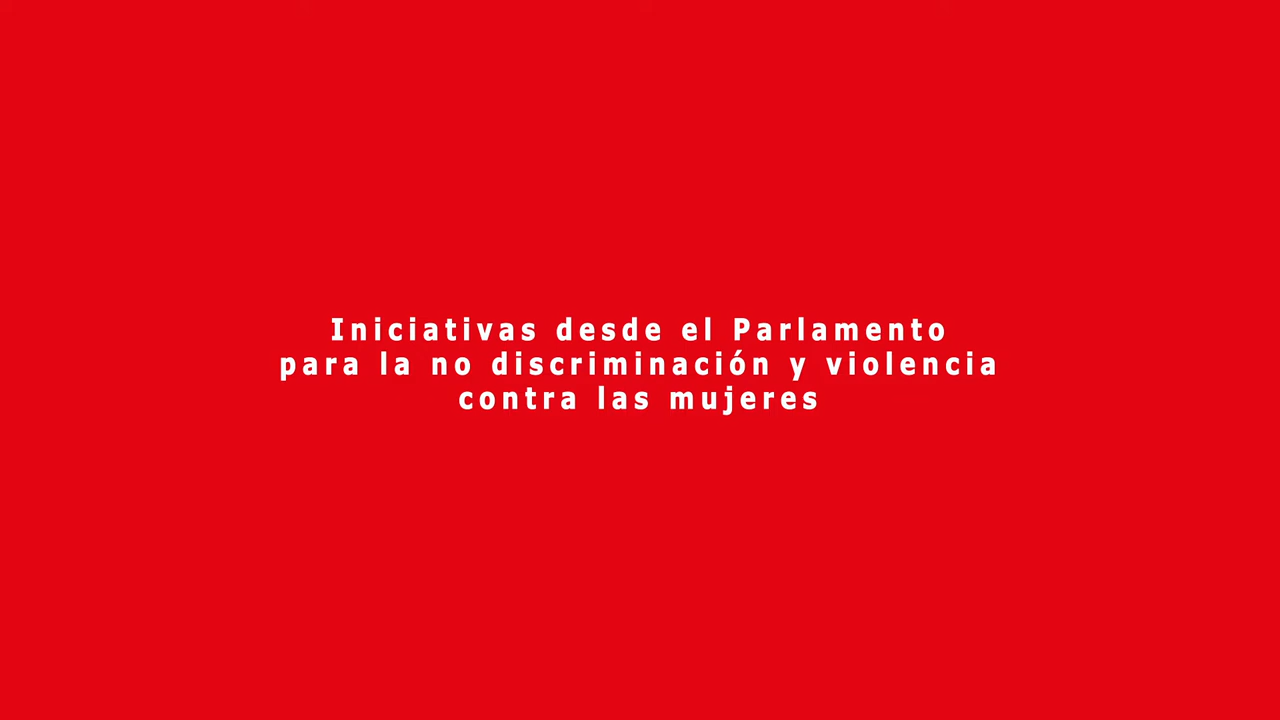 Iniciativas desde el Parlamento
para la no discriminación y violencia
contra las mujeres